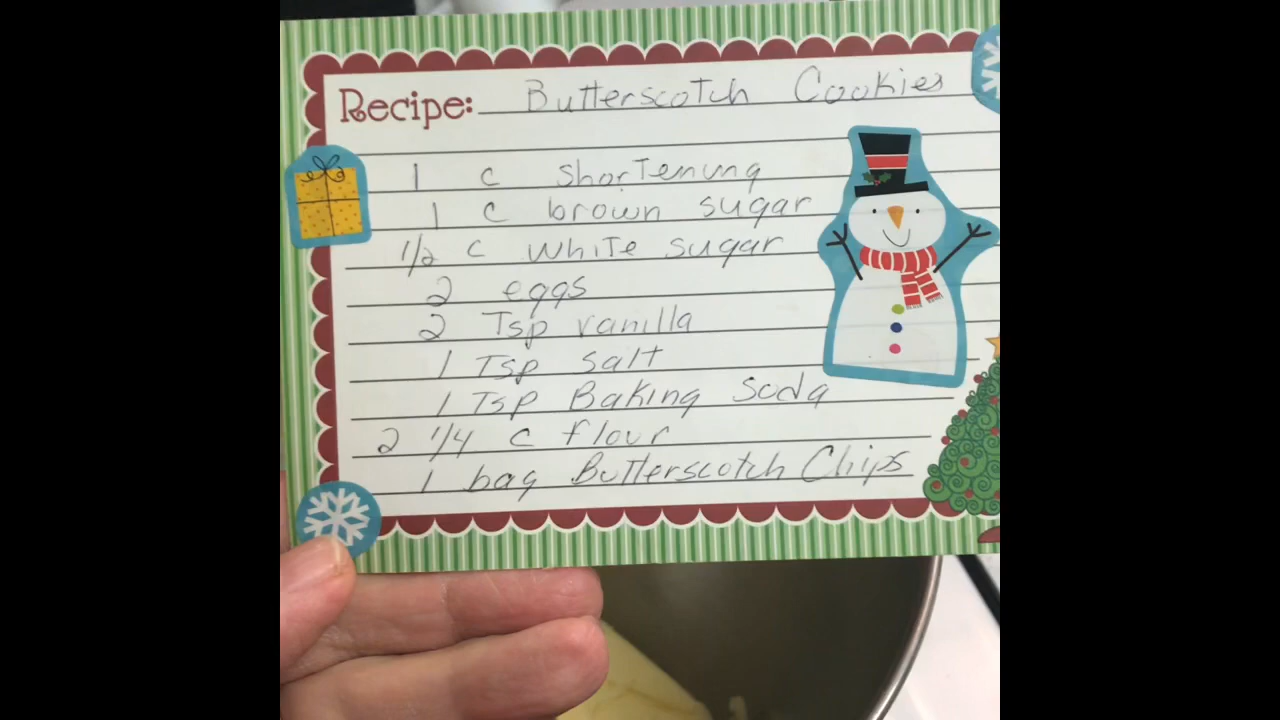 Recipe: Butterscotch Cookies
1 c shortening
1 c brown sugar
1/2 c white sugar
2 eggs
2 Tsp vanilla
1 Tsp salt
1 Tsp Baking Soda
2 1/4 c flour
1 bag Butterscotch Chips